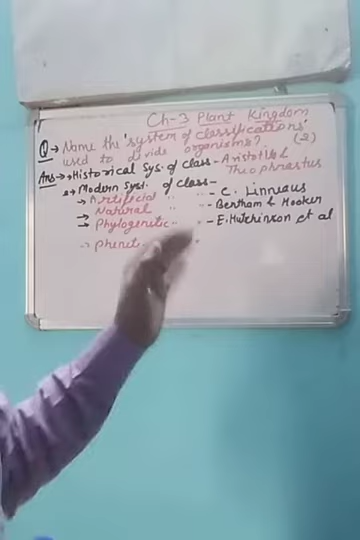 Ch-3 Plant Kingdom
Q→ Name the 'system of classifications'
used to divide organisms? (2)
Ans→→ Historical Sys. of class - Aristotle &
Theophrastus
→ Modern Syst. of Class-
→ Artificial " " - C. Linneaus
→ Natural " " - Bentham & Hooker
→ Phylogenetic " " - E. Hutchinson et al
→ Phenet